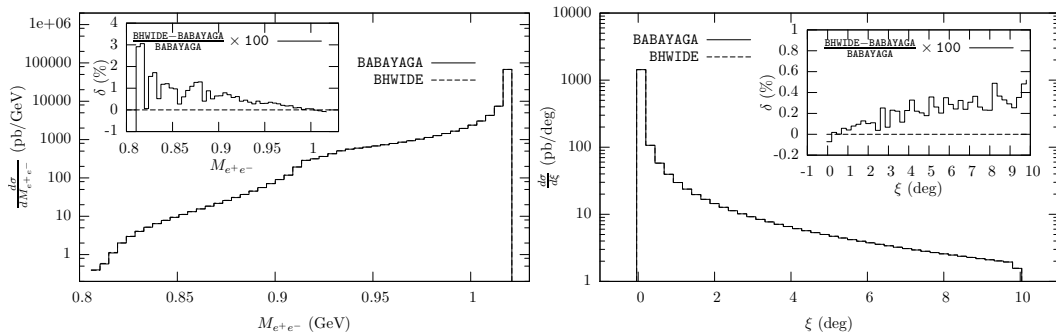 1e+06
100000
10000
1000
100
10
1
dσ/dM_{e⁺e⁻} (pb/GeV)
0.8
0.85
0.9
0.95
1
M_{e⁺e⁻} (GeV)
BABAYAGA
BHWIDE
4
3
2
1
0
-1
δ (%)
BHWIDE−BABAYAGA/BABAYAGA × 100
0.8
0.85
0.9
0.95
1
M_{e⁺e⁻}
10000
1000
100
10
1
dσ/dξ (pb/deg)
0
2
4
6
8
10
ξ (deg)
BABAYAGA
BHWIDE
1
0.8
0.6
0.4
0.2
0
-0.2
δ (%)
BHWIDE−BABAYAGA/BABAYAGA × 100
-1 0 1 2 3 4 5 6 7 8 9 10
ξ (deg)